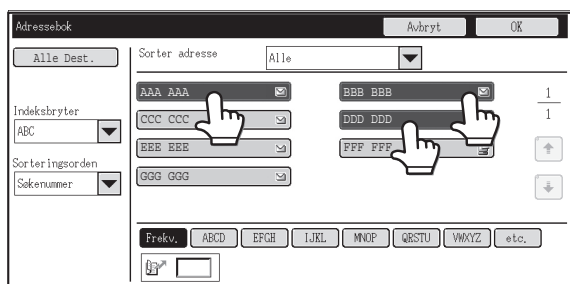 Adressebok Avbryt OK
Alle Dest. Sorter adresse Alle
AAA AAA BBB BBB 1
CCC CCC DDD DDD 1
EEE EEE FFF FFF
GGG GGG
Indeksbryter
ABC
Sorteringsorden
Søkenummer
Frekv. ABCD EFGH IJKL MNOP QRSTU VWXYZ etc.